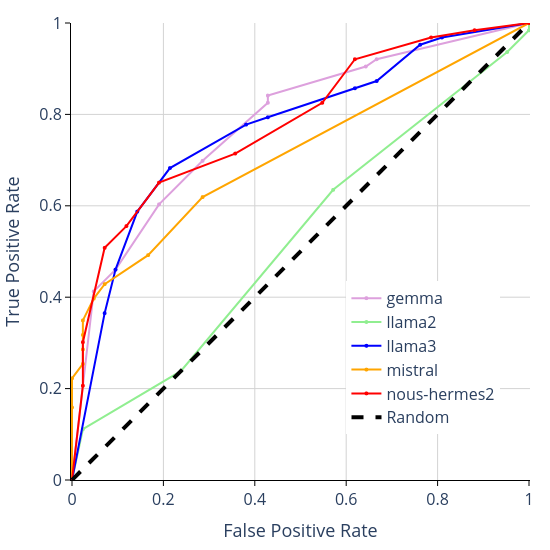 1
0.8
0.6
0.4
0.2
0
True Positive Rate
gemma
llama2
llama3
mistral
nous-hermes2
Random
0 0.2 0.4 0.6 0.8 1
False Positive Rate